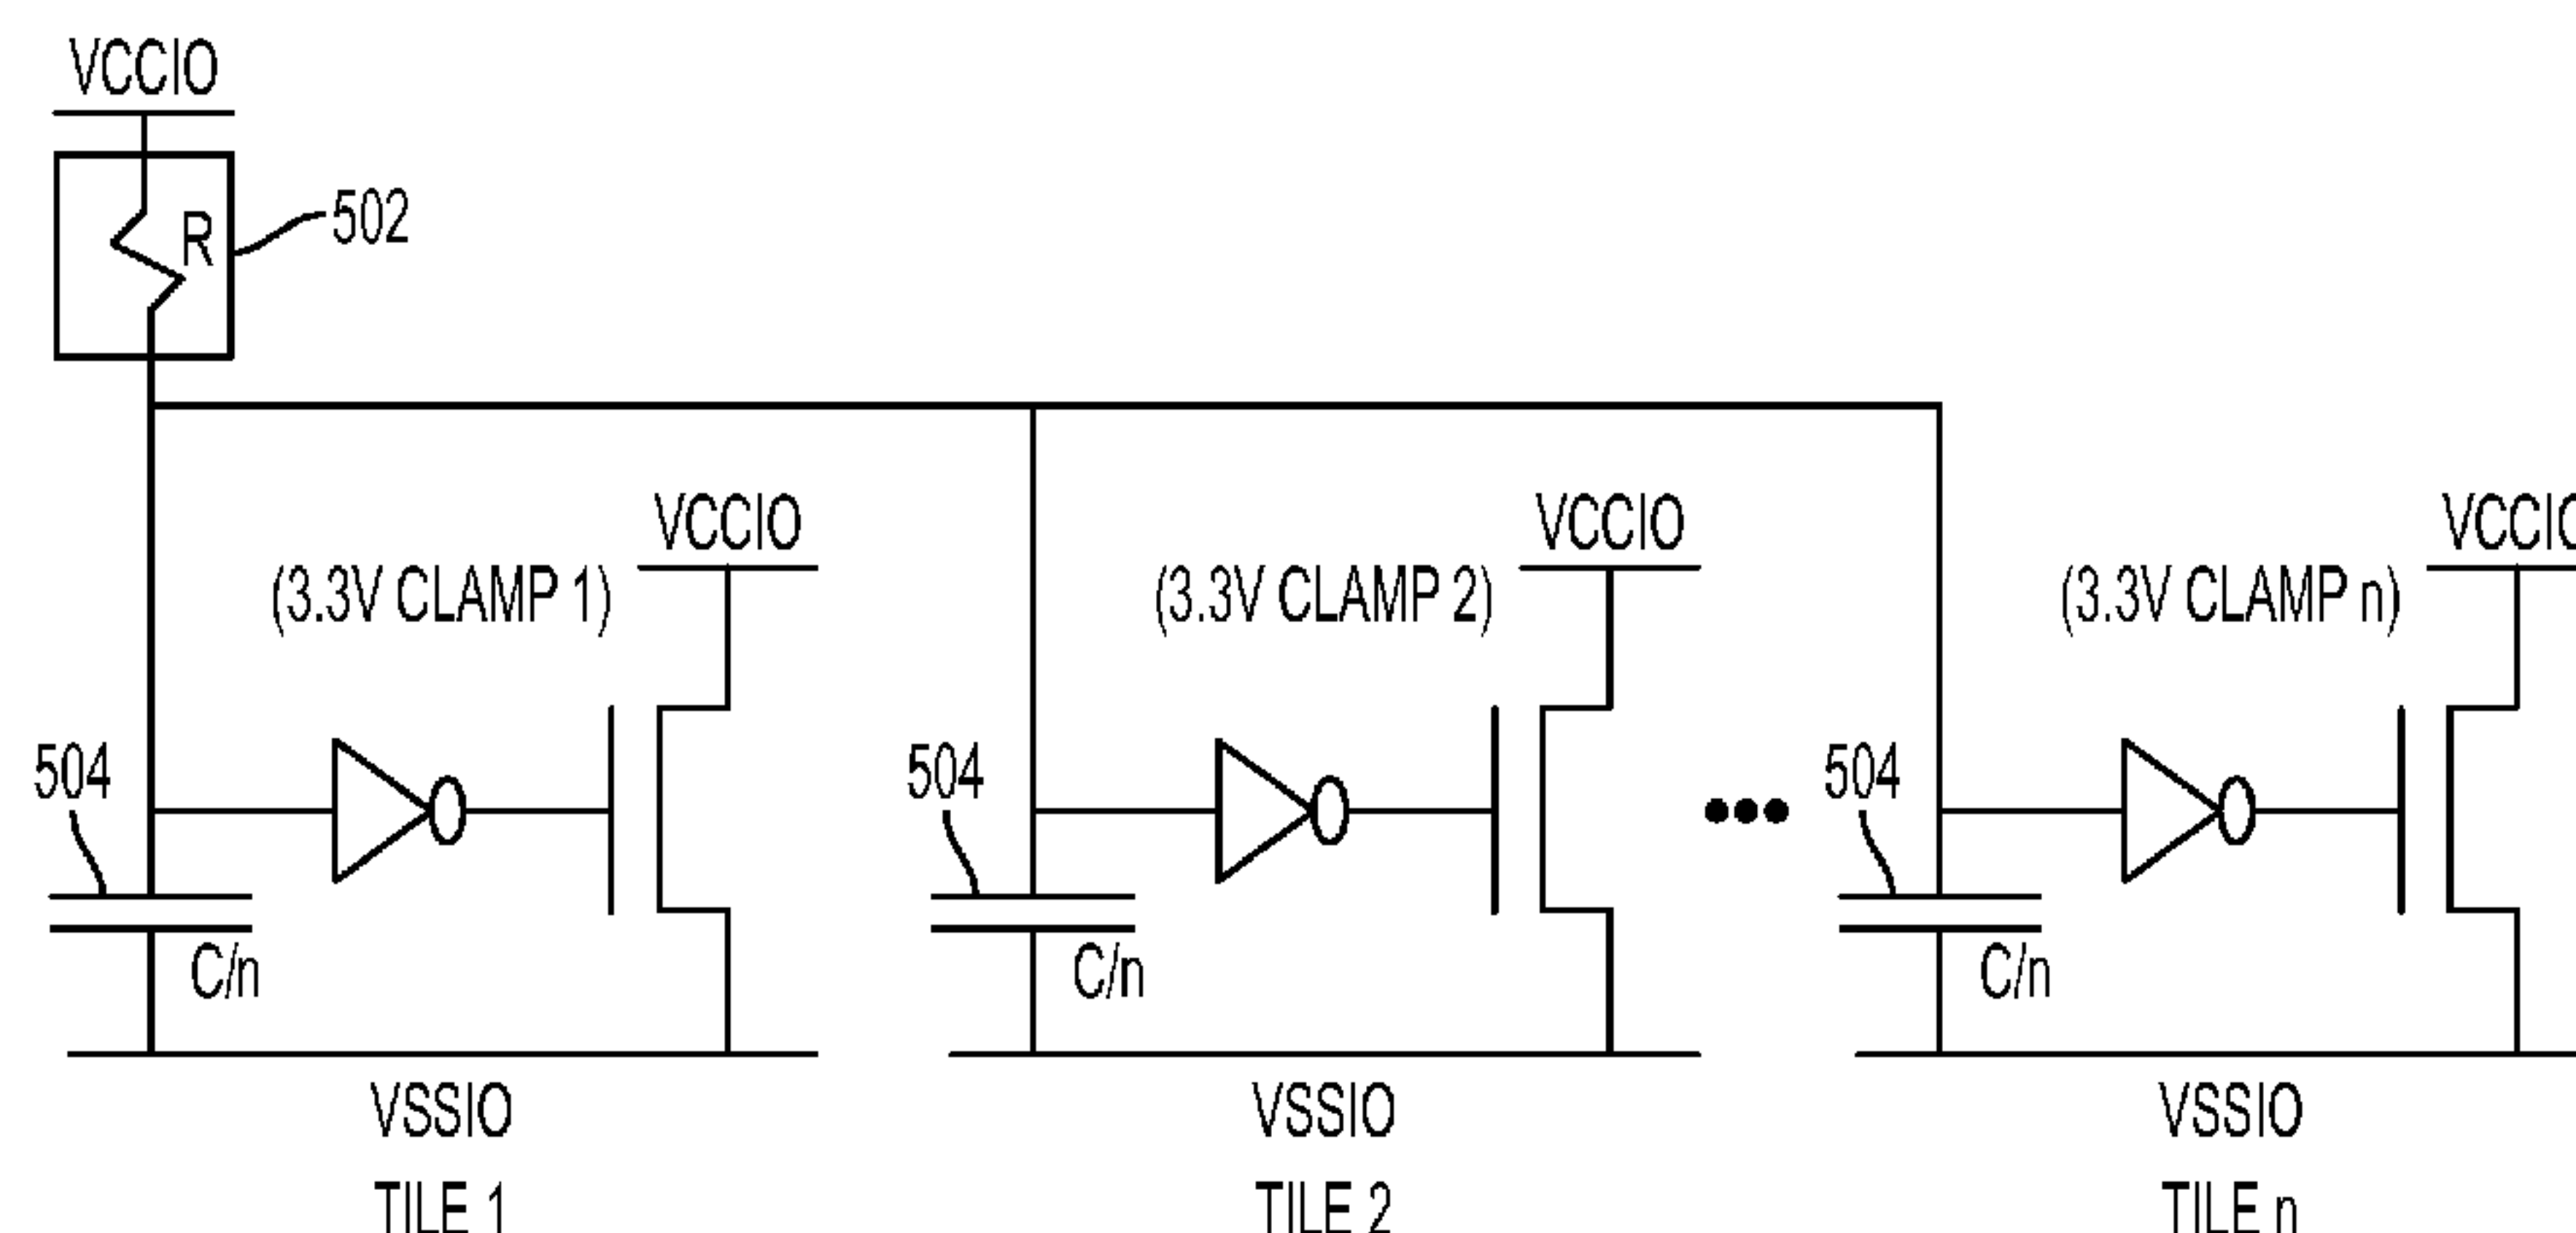 VCCIO
R
502
VCCIO
VCCIO
VCCIO
(3.3V CLAMP 1)
(3.3V CLAMP 2)
(3.3V CLAMP n)
504
504
504
C/n
C/n
C/n
VSSIO
VSSIO
VSSIO
TILE 1
TILE 2
TILE n